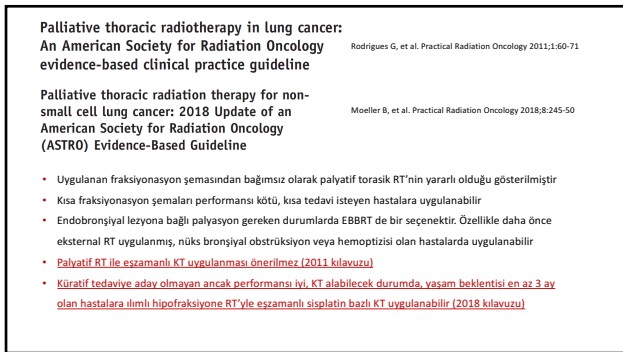 Palliative thoracic radiotherapy in lung cancer:
An American Society for Radiation Oncology
evidence-based clinical practice guideline
Rodrigues G, et al. Practical Radiation Oncology 2011;1:60-71
Palliative thoracic radiation therapy for non-
small cell lung cancer: 2018 Update of an
American Society for Radiation Oncology
(ASTRO) Evidence-Based Guideline
Moeller B, et al. Practical Radiation Oncology 2018;8:245-50
• Uygulanan fraksiyonasyon şemasından bağımsız olarak palyatif torasik RT'nin yararlı olduğu gösterilmiştir
• Kısa fraksiyonasyon şemaları performansı kötü, kısa tedavi isteyen hastalara uygulanabilir
• Endobronşiyal lezyona bağlı palyasyon gereken durumlarda EBBRT de bir seçenektir. Özellikle daha önce
eksternal RT uygulanmış, nüks bronşiyal obstrüksiyon veya hemoptizisi olan hastalarda uygulanabilir
• Palyatif RT ile eşzamanlı KT uygulanması önerilmez (2011 kılavuzu)
• Küratif tedaviye aday olmayan ancak performansı iyi, KT alabilecek durumda, yaşam beklentisi en az 3 ay
olan hastalara ılımlı hipofraksiyone RT'yle eşzamanlı sisplatin bazlı KT uygulanabilir (2018 kılavuzu)